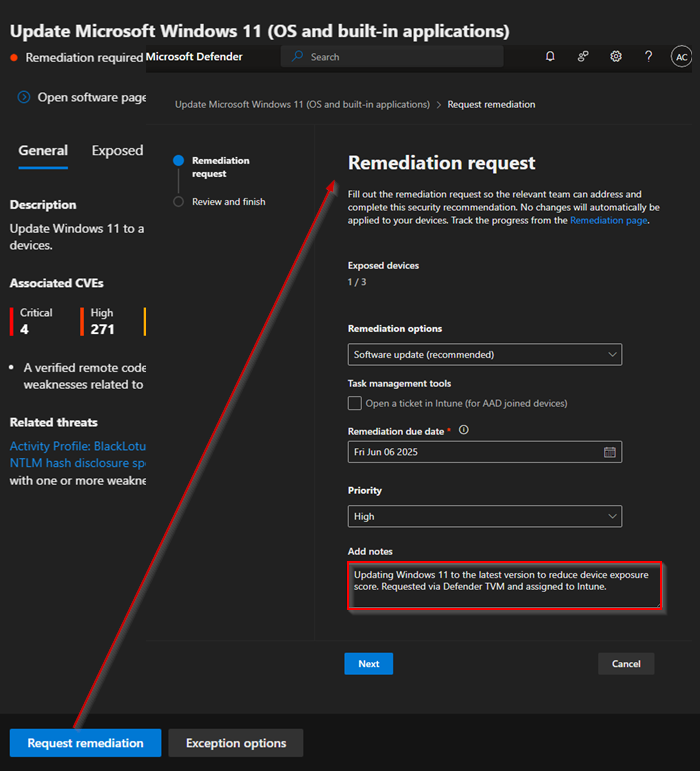 Update Microsoft Windows 11 (OS and built-in applications)
Remediation required
Microsoft Defender
Search
AC
Open software page
Update Microsoft Windows 11 (OS and built-in applications) > Request remediation
General Exposed
Remediation
request
Review and finish
Description
Update Windows 11 to a
devices.
Associated CVEs
Critical
4
High
271
A verified remote code
weaknesses related to
Related threats
Activity Profile: BlackLotu
NTLM hash disclosure sp
with one or more weakne
Remediation request
Fill out the remediation request so the relevant team can address and
complete this security recommendation. No changes will automatically be
applied to your devices. Track the progress from the Remediation page.
Exposed devices
1 / 3
Remediation options
Software update (recommended)
Task management tools
Open a ticket in Intune (for AAD joined devices)
Remediation due date *
Fri Jun 06 2025
Priority
High
Add notes
Updating Windows 11 to the latest version to reduce device exposure
score. Requested via Defender TVM and assigned to Intune.
Next
Cancel
Request remediation
Exception options